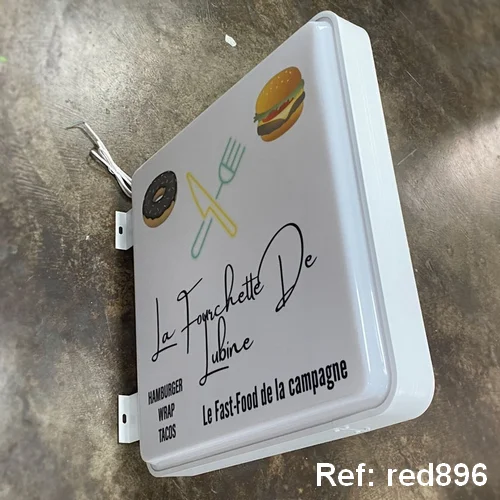 La Fourchette De
Lubine
HAMBURGER
WRAP
TACOS
Le Fast-Food de la campagne
Ref: red896